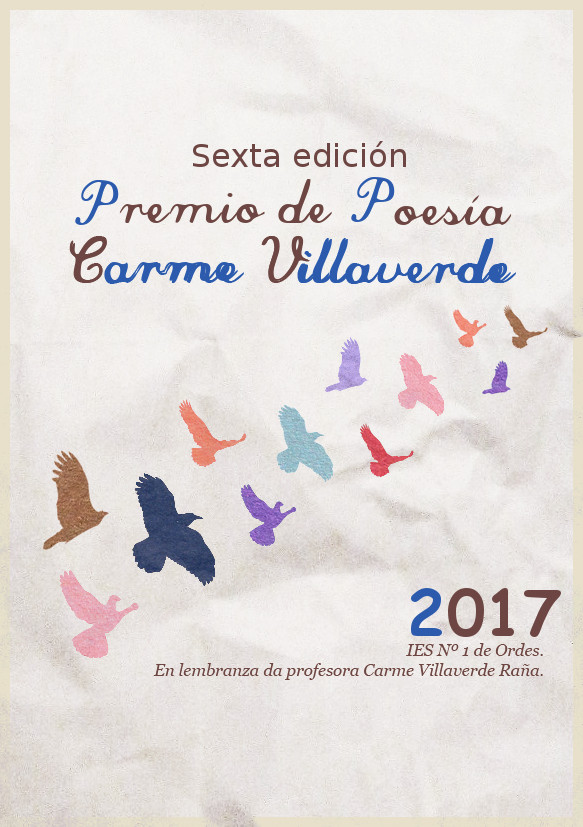 Sexta edición
Premio de Poesía
Carme Villaverde
2017
IES Nº 1 de Ordes.
En lembranza da profesora Carme Villaverde Raña.